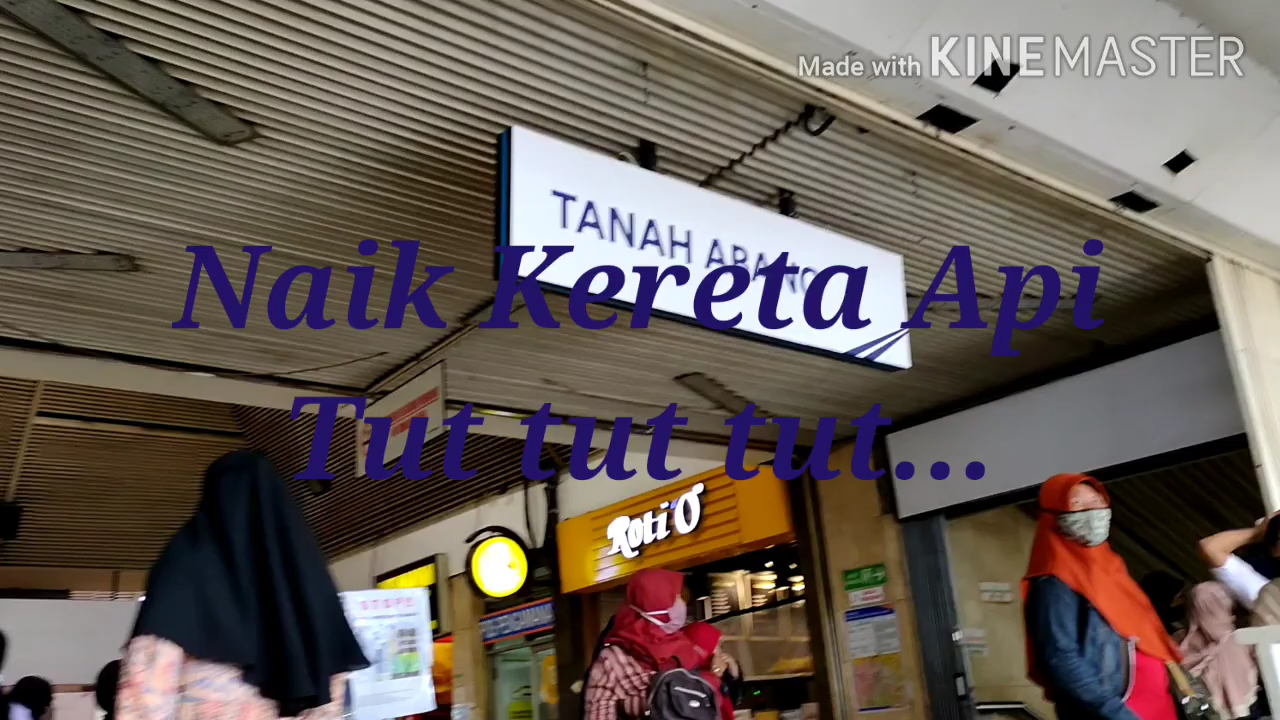 Made with KINEMASTER
TANAH ABANG
Naik Kereta Api
Tut tut tut...
Roti'O